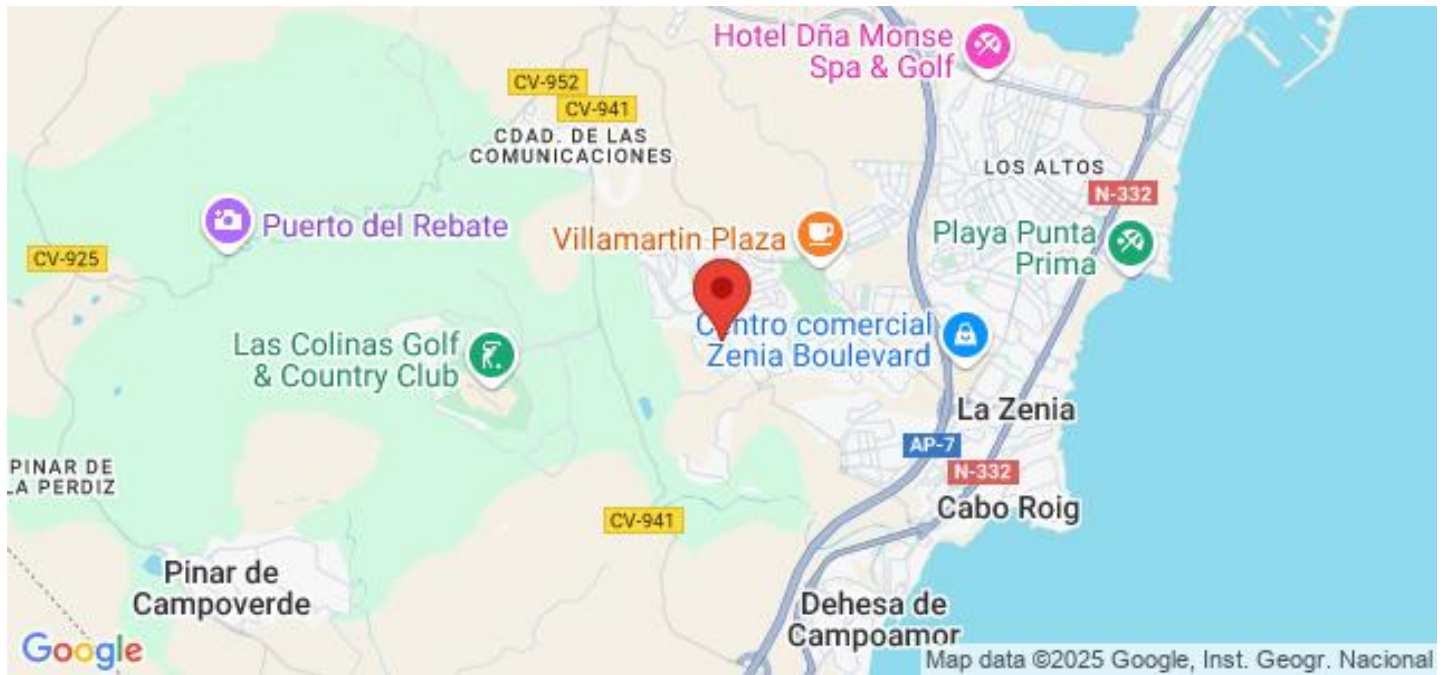 Hotel Dña Monse
Spa & Golf
CV-952
CV-941
CDAD. DE LAS
COMUNICACIONES
LOS ALTOS
N-332
Puerto del Rebate
Villamartin Plaza
Playa Punta
Prima
CV-925
Centro comercial
Zenia Boulevard
Las Colinas Golf
& Country Club
La Zenia
AP-7
N-332
PINAR DE
LA PERDIZ
Cabo Roig
CV-941
Pinar de
Campoverde
Dehesa de
Campoamor
Google
Map data ©2025 Google, Inst. Geogr. Nacional